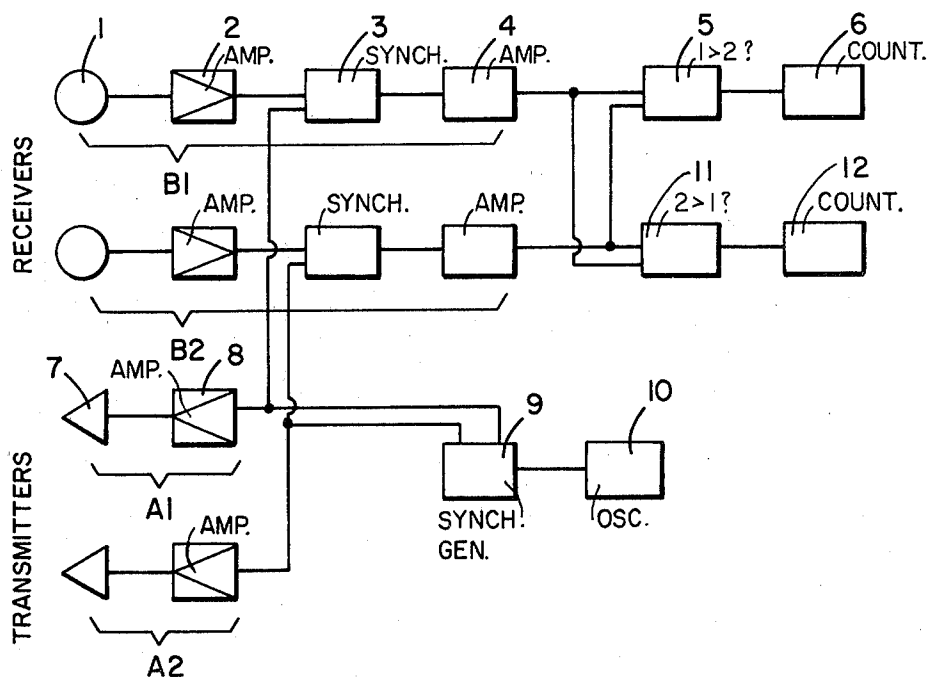 1
2
AMP.
3
SYNCH.
4
AMP.
5
1>2?
6
COUNT.
B1
RECEIVERS
AMP.
SYNCH.
AMP.
11
2>1?
12
COUNT.
B2
7
AMP.
8
A1
9
SYNCH.
GEN.
10
OSC.
TRANSMITTERS
AMP.
A2